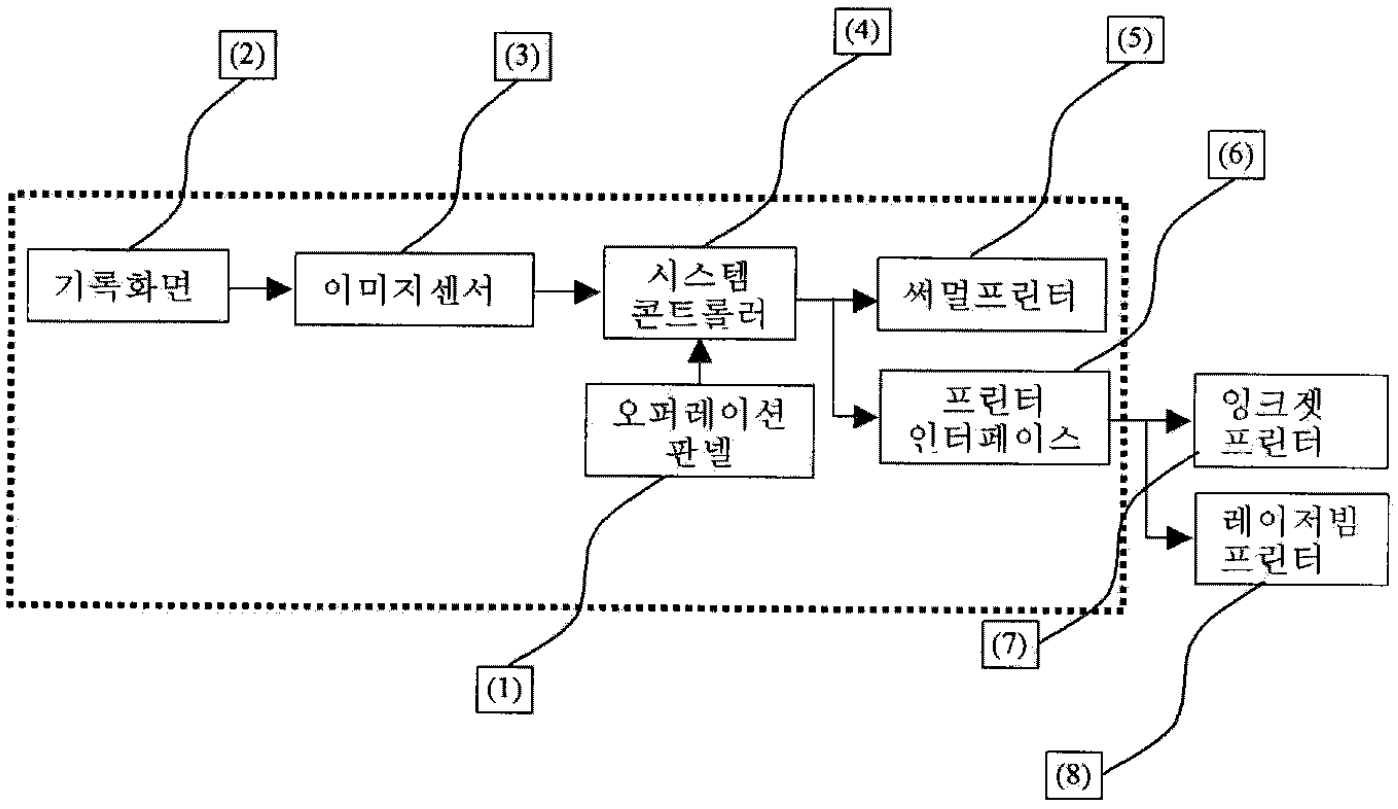 (2)
(3)
(4)
(5)
(6)
기록화면
이미지센서
시스템
콘트롤러
써멀프린터
오퍼레이션
판넬
프린터
인터페이스
잉크젯
프린터
레이저빔
프린터
(7)
(1)
(8)